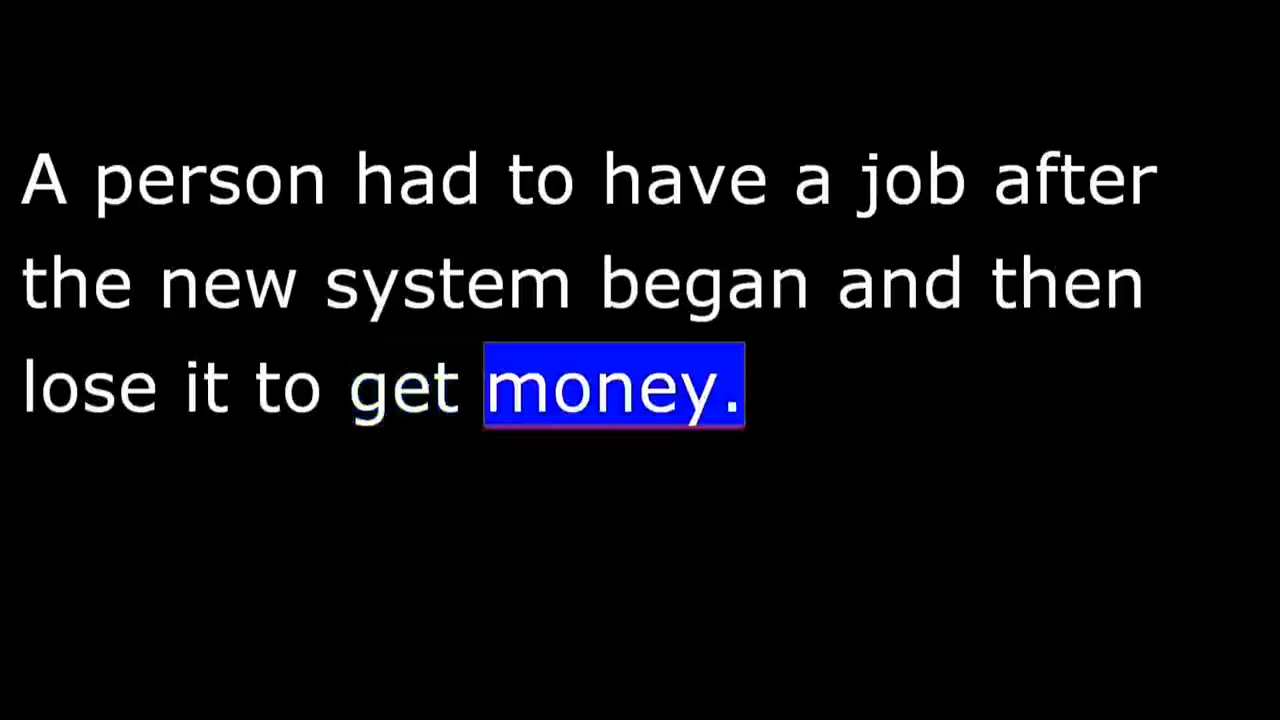 A person had to have a job after
the new system began and then
lose it to get money.